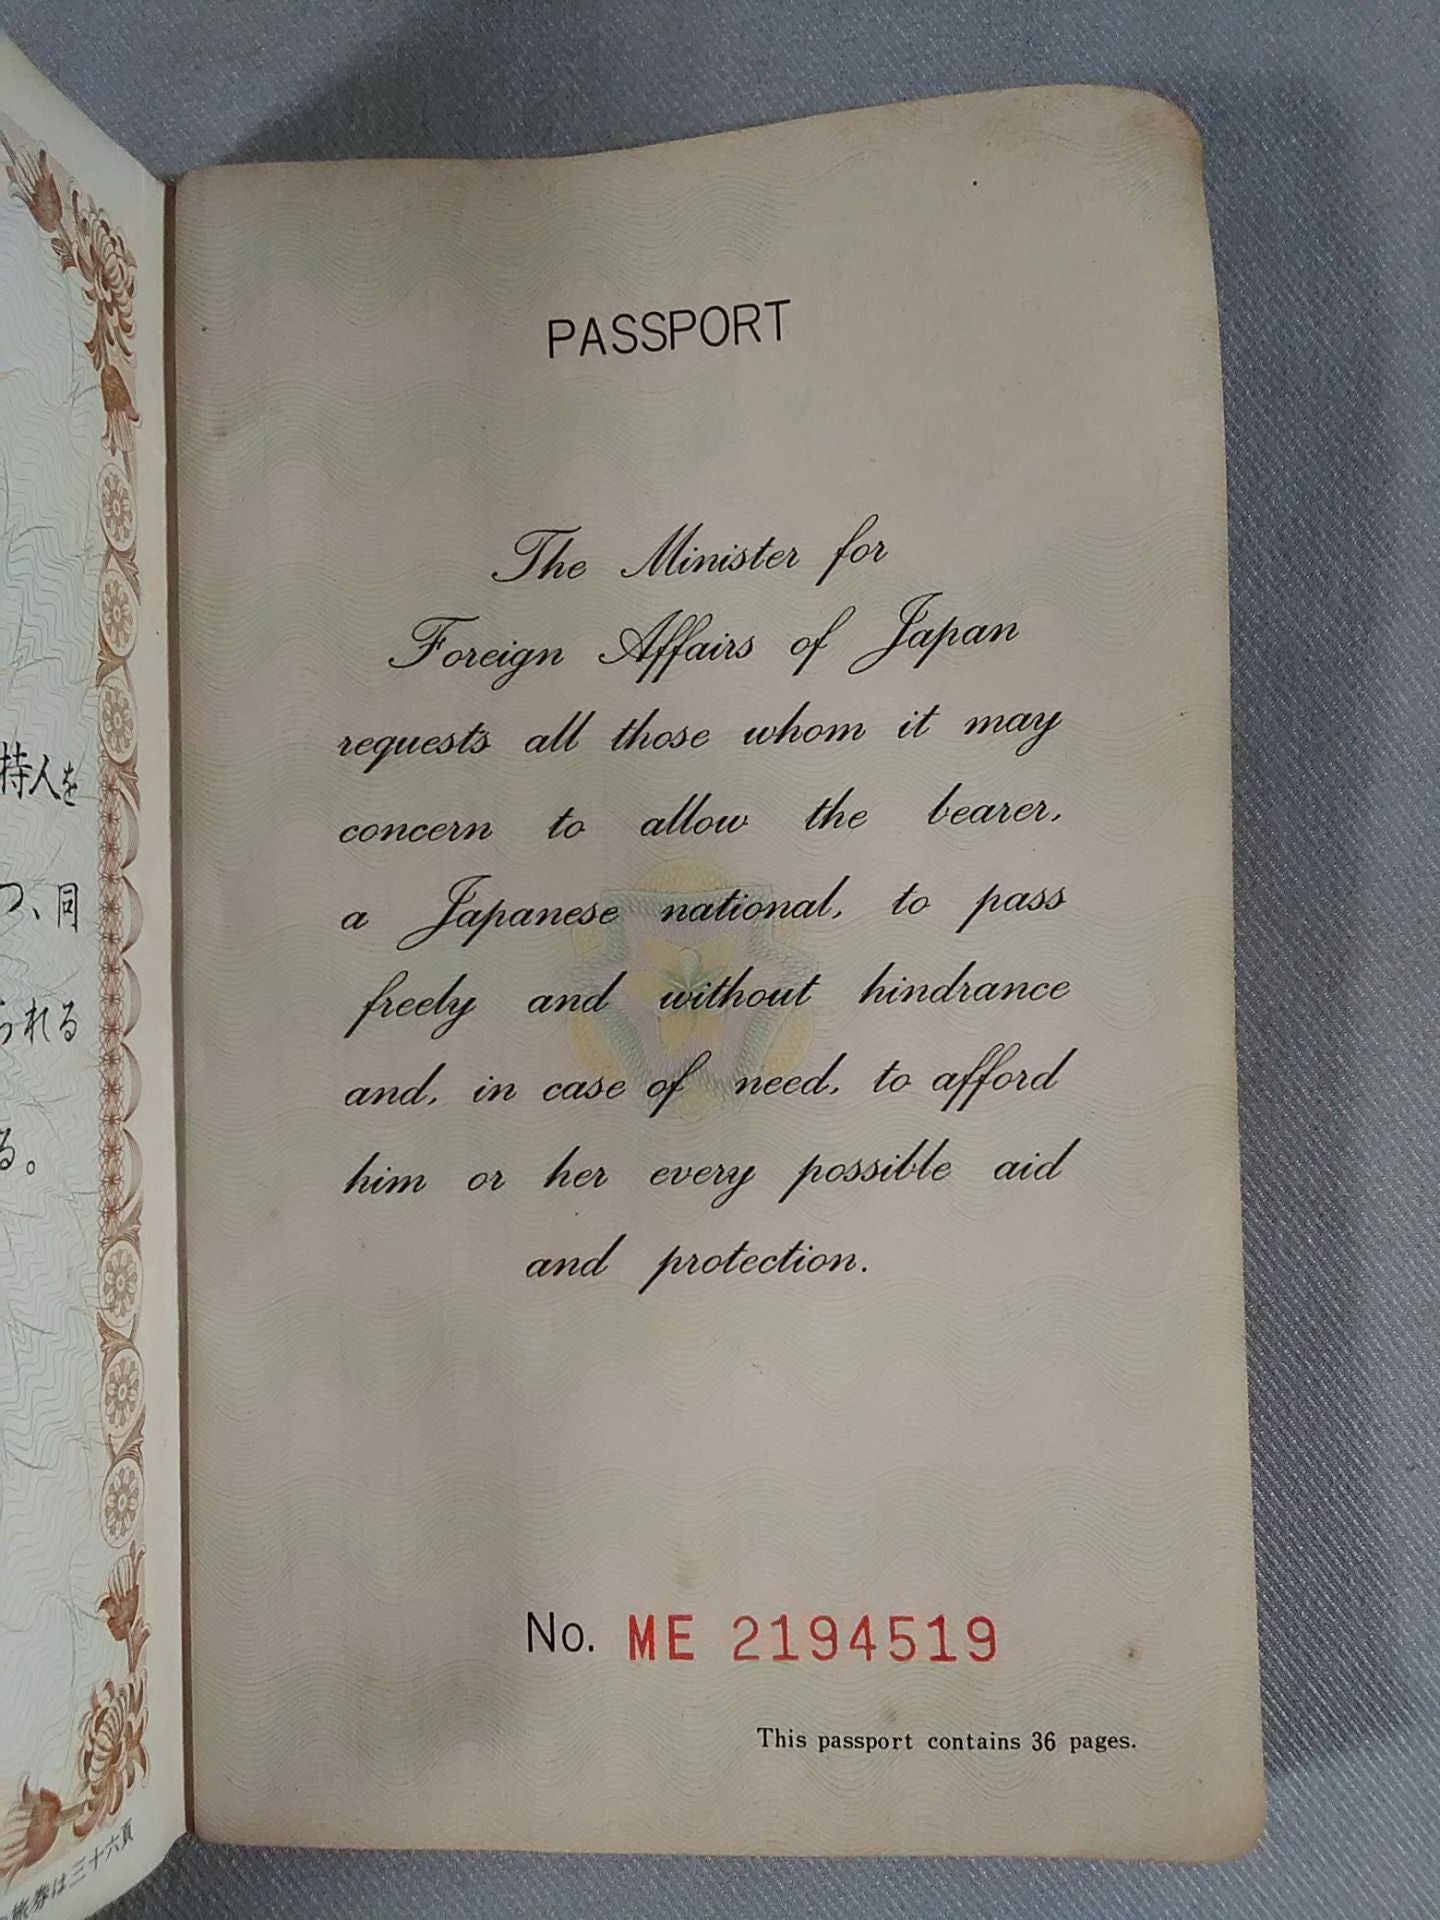 PASSPORT
The Minister for
Foreign Affairs of Japan
requests all those whom it may
concern to allow the bearer,
a Japanese national, to pass
freely and without hindrance
and, in case of need, to afford
him or her every possible aid
and protection.
No. ME 2194519
This passport contains 36 pages.
持人を
つ、同
られる
る。
旅券は三十六頁